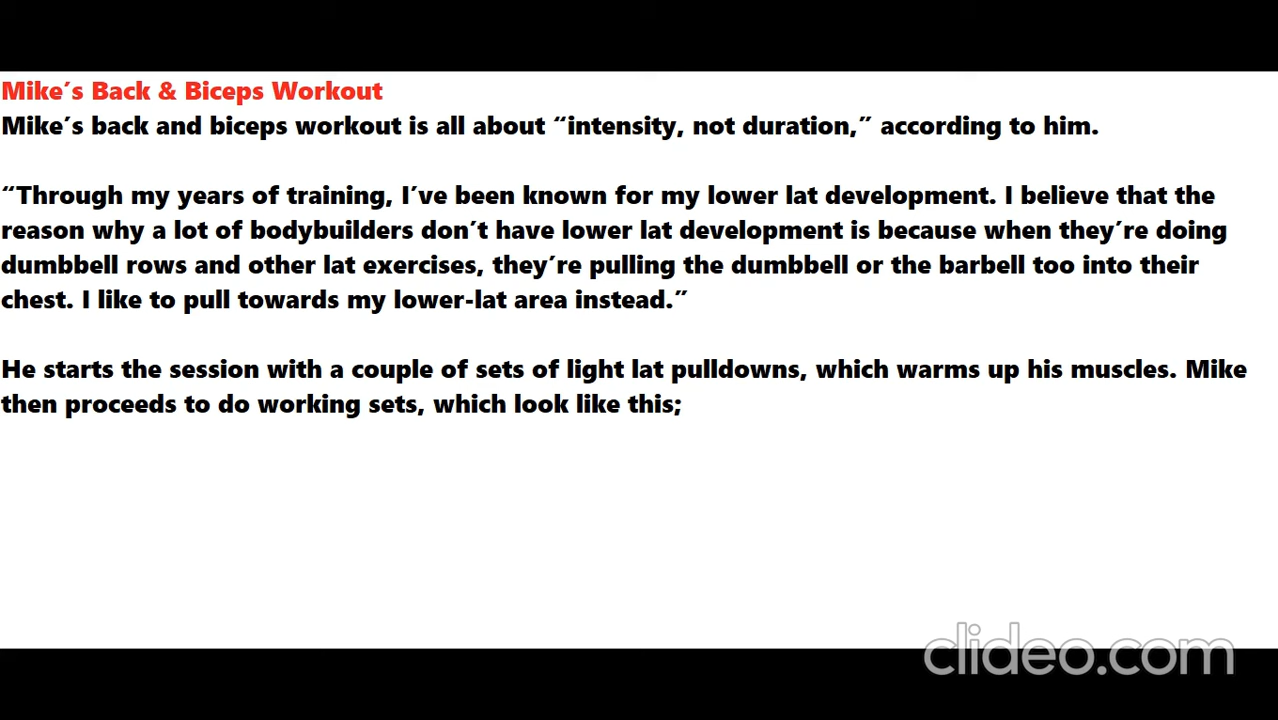 Mike′s Back & Biceps Workout
Mike′s back and biceps workout is all about “intensity, not duration,” according to him.
“Through my years of training, I’ve been known for my lower lat development. I believe that the
reason why a lot of bodybuilders don’t have lower lat development is because when they’re doing
dumbbell rows and other lat exercises, they’re pulling the dumbbell or the barbell too into their
chest. I like to pull towards my lower-lat area instead.”
He starts the session with a couple of sets of light lat pulldowns, which warms up his muscles. Mike
then proceeds to do working sets, which look like this;
clideo.com